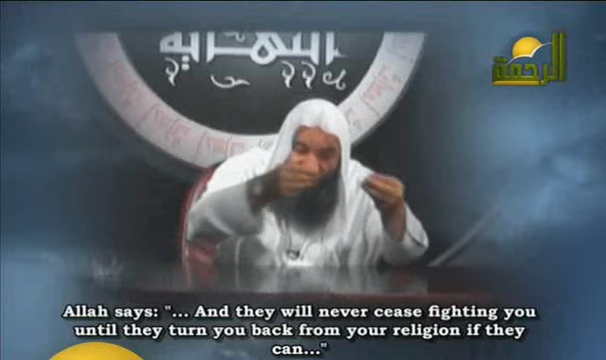 النهاية
الرحمة
Allah says: "... And they will never cease fighting you
until they turn you back from your religion if they
can..."